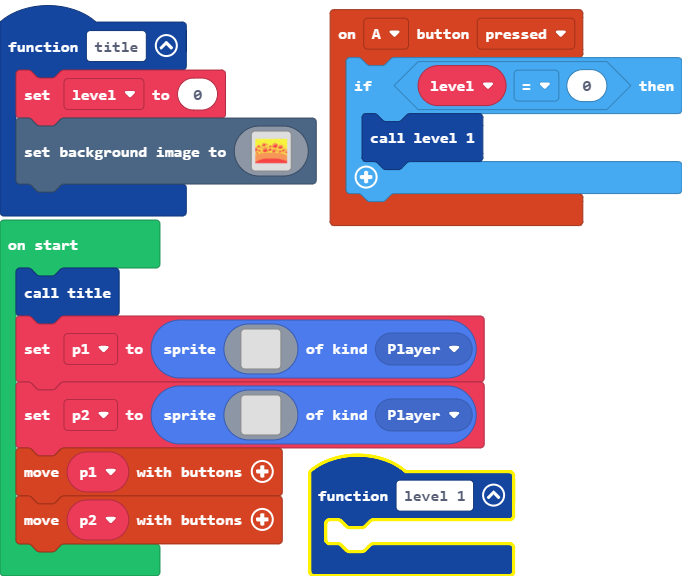 function title
set level to 0
set background image to
on A button pressed
if level = 0 then
call level 1
on start
call title
set p1 to sprite of kind Player
set p2 to sprite of kind Player
move p1 with buttons
move p2 with buttons
function level 1